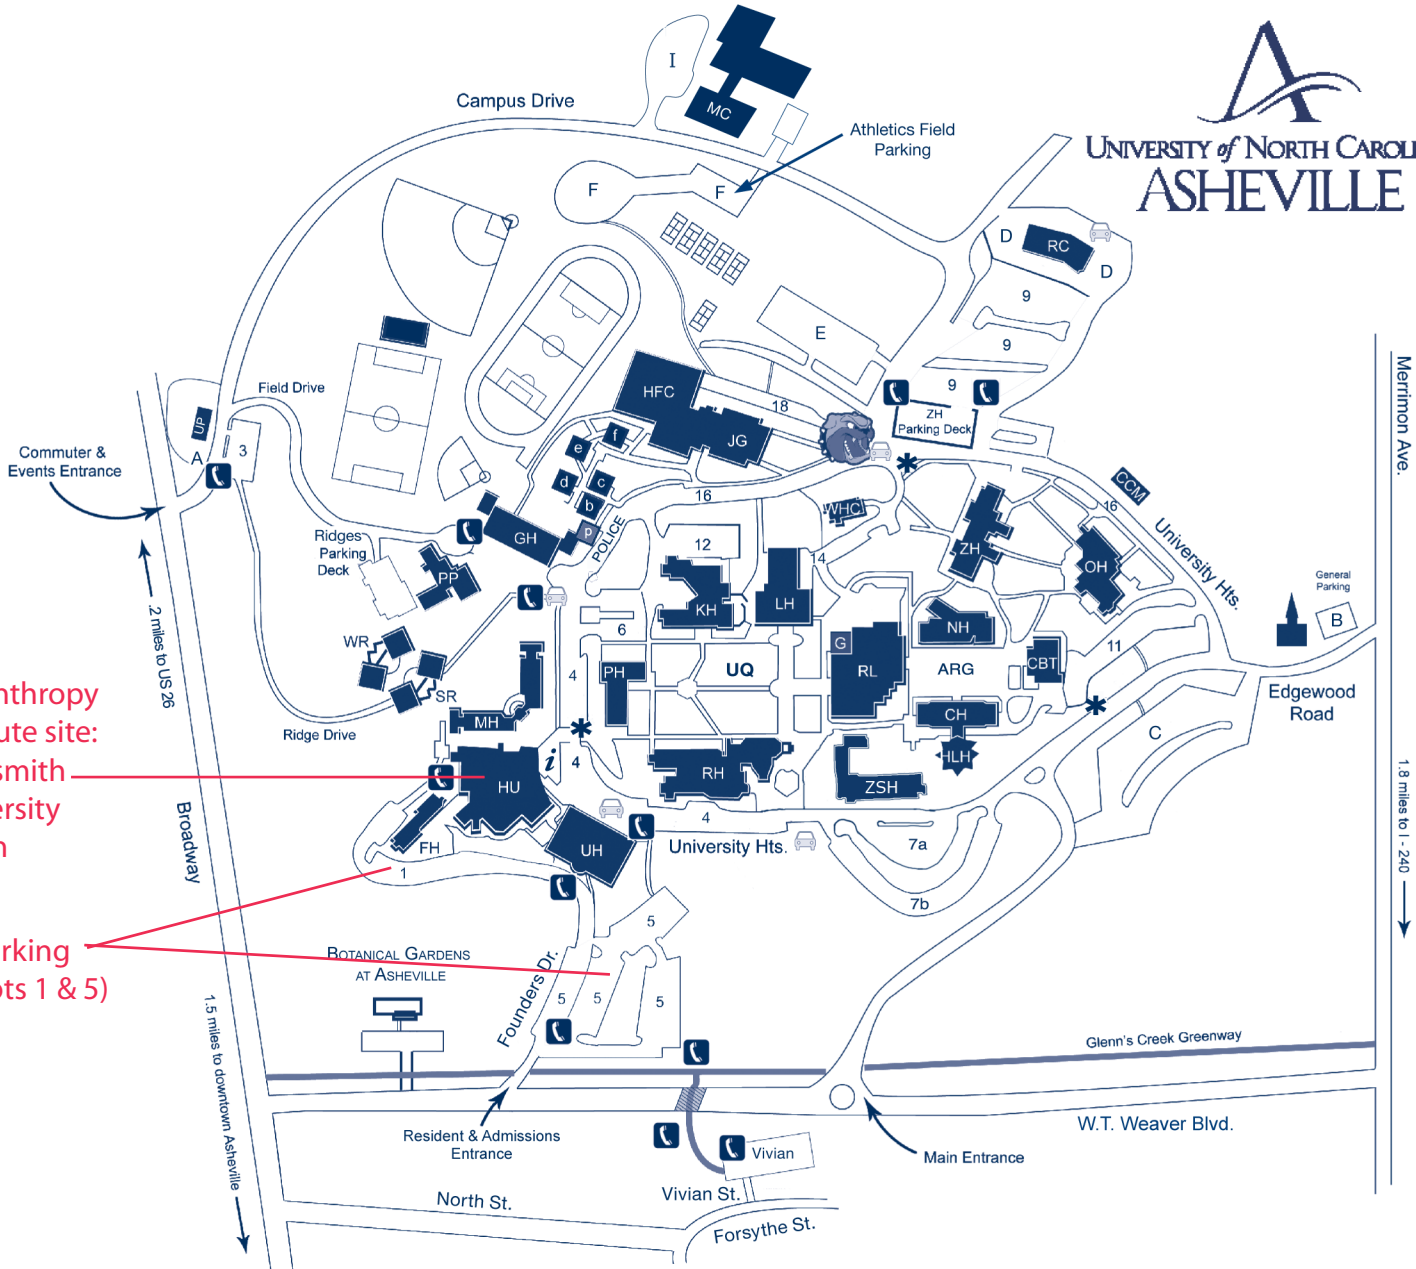 I
MC
Campus Drive
Athletics Field
Parking
UNIVERSITY of NORTH CAROL
ASHEVILLE
F
F
D
RC
D
9
9
9
E
Field Drive
HFC
18
JG
ZH
Parking Deck
UP
A
3
Commuter &
Events Entrance
f
e
d
c
b
p
POLICE
16
WHC
CCM
16
University Hts.
GH
Ridges
Parking
Deck
PP
12
14
ZH
OH
KH
LH
General
Parking
B
Merrimon Ave.
.2 miles to US 26
WR
SR
6
4
PH
UQ
G
RL
NH
ARG
CBT
11
Edgewood
Road
Ridge Drive
MH
CH
HLH
C
nthropy
ute site:
smith
ersity
n
i
4
HU
RH
ZSH
4
University Hts.
7a
7b
1.8 miles to I - 240
Broadway
FH
1
UH
5
5
5
5
rking
ots 1 & 5)
BOTANICAL GARDENS
AT ASHEVILLE
Founders Dr.
1.5 miles to downtown Asheville
Glenn's Creek Greenway
W.T. Weaver Blvd.
Resident & Admissions
Entrance
Main Entrance
Vivian
Vivian St.
North St.
Forsythe St.